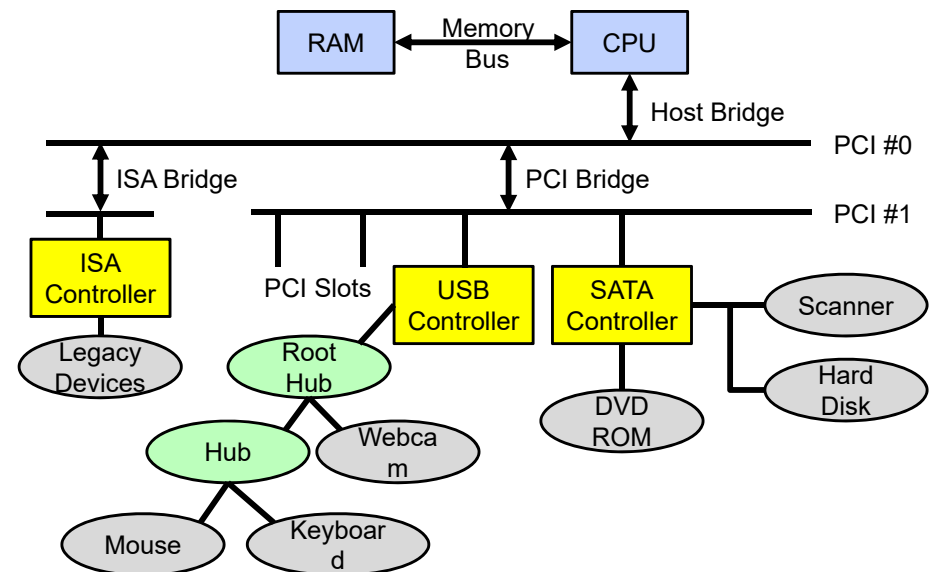 RAM
Memory
Bus
CPU
Host Bridge
PCI #0
ISA Bridge
PCI Bridge
PCI #1
ISA
Controller
PCI Slots
USB
Controller
SATA
Controller
Scanner
Legacy
Devices
Root
Hub
Hard
Disk
DVD
ROM
Hub
Webca
m
Mouse
Keyboar
d